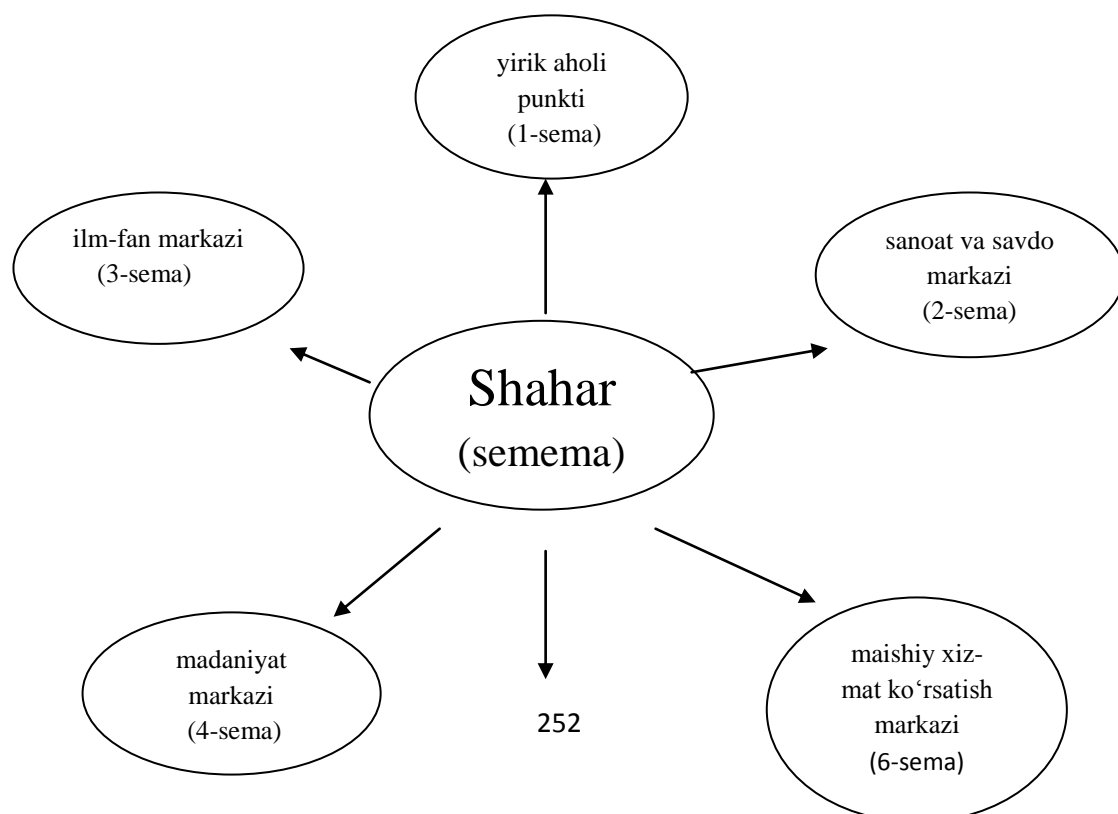 yirik aholi
punkti
(1-sema)
ilm-fan markazi
(3-sema)
sanoat va savdo
markazi
(2-sema)
Shahar
(semema)
madaniyat
markazi
(4-sema)
252
maishiy xiz-
mat ko‘rsatish
markazi
(6-sema)